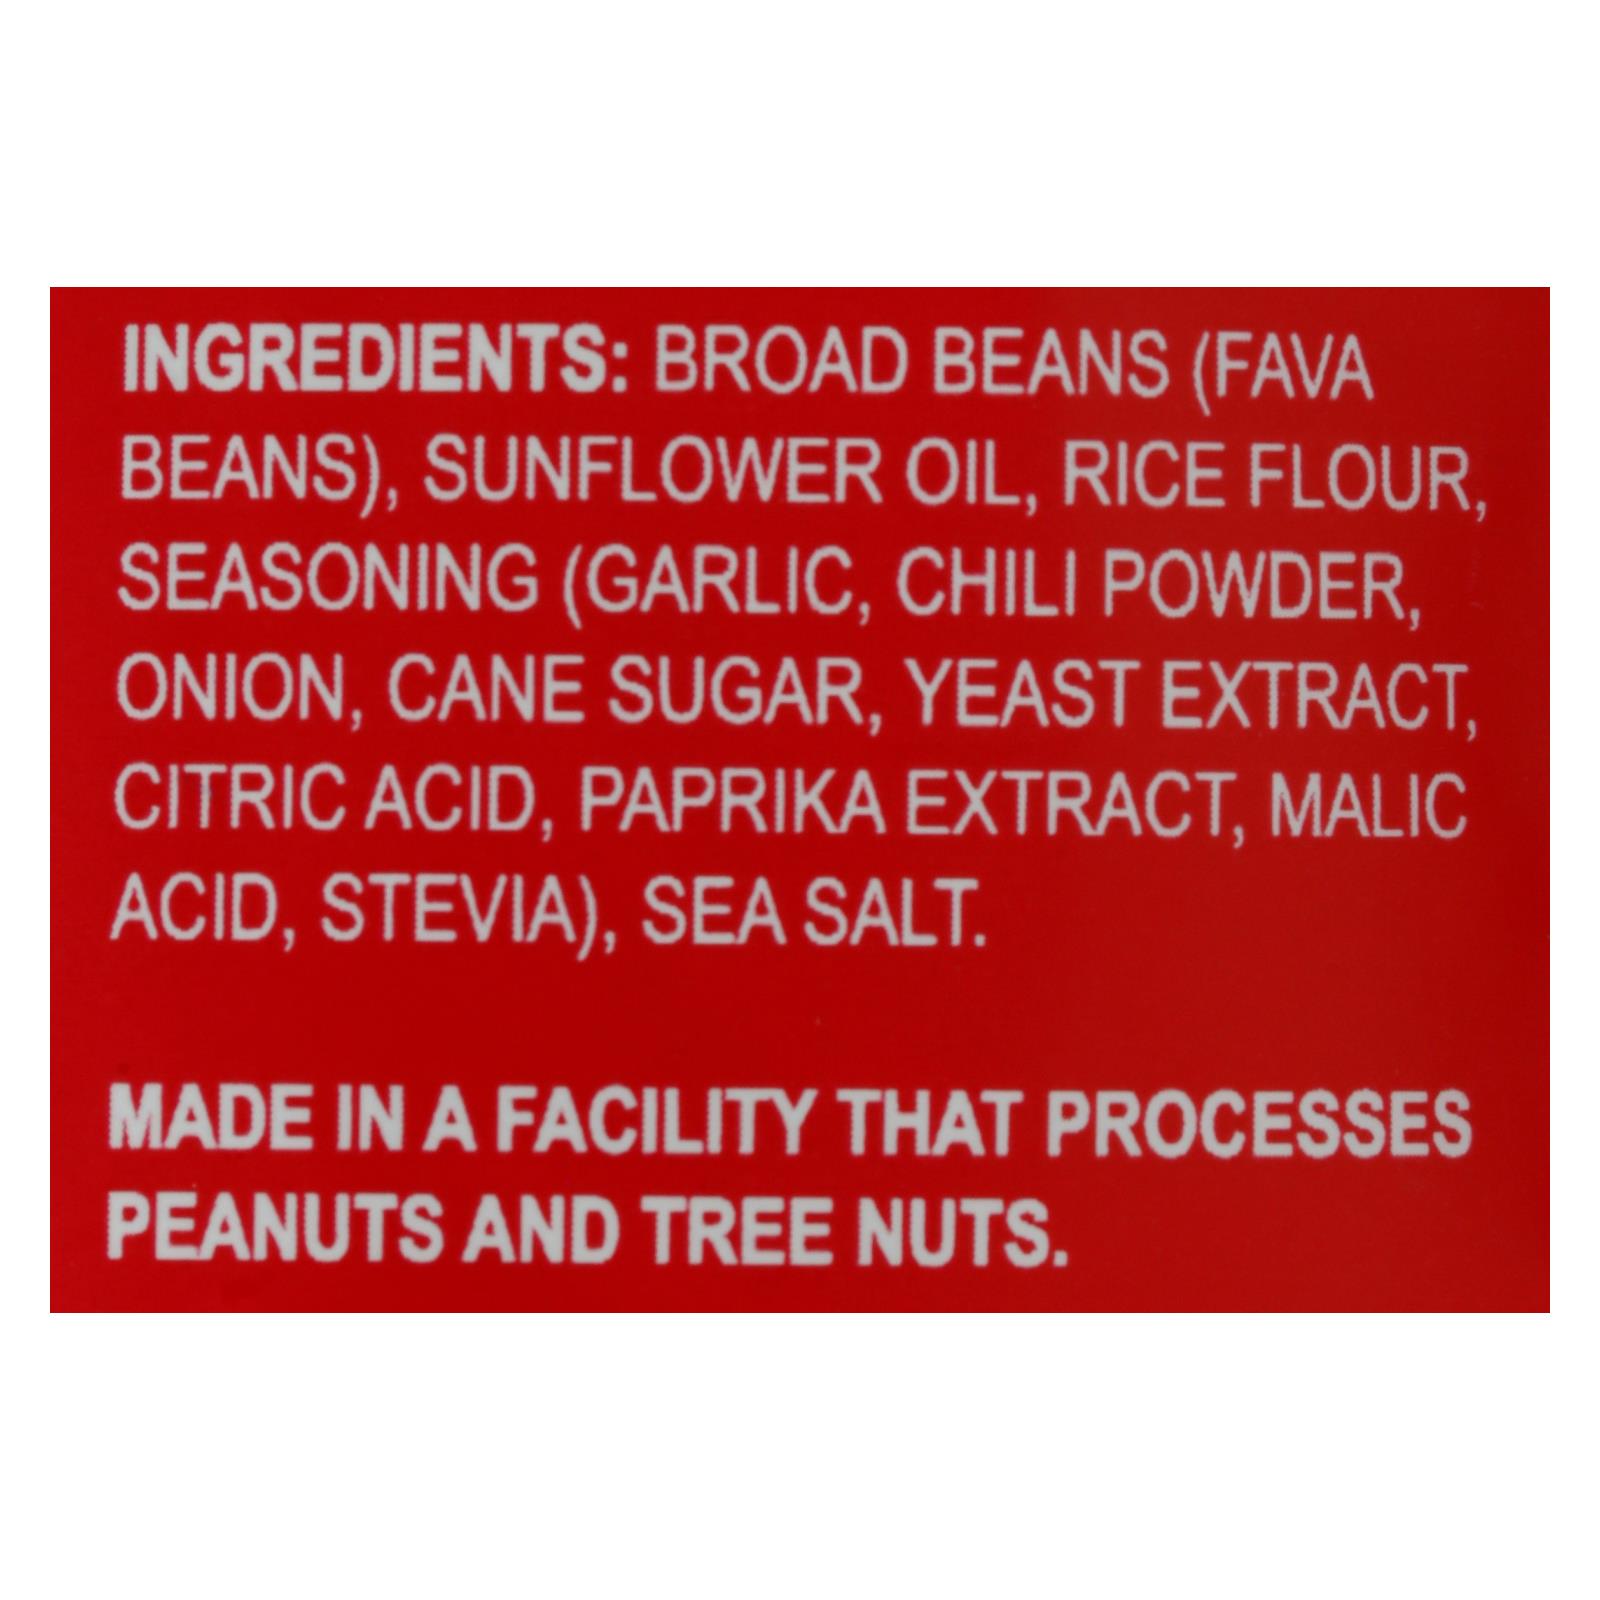 INGREDIENTS: BROAD BEANS (FAVA
BEANS), SUNFLOWER OIL, RICE FLOUR,
SEASONING (GARLIC, CHILI POWDER,
ONION, CANE SUGAR, YEAST EXTRACT,
CITRIC ACID, PAPRIKA EXTRACT, MALIC
ACID, STEVIA), SEA SALT.
MADE IN A FACILITY THAT PROCESSES
PEANUTS AND TREE NUTS.